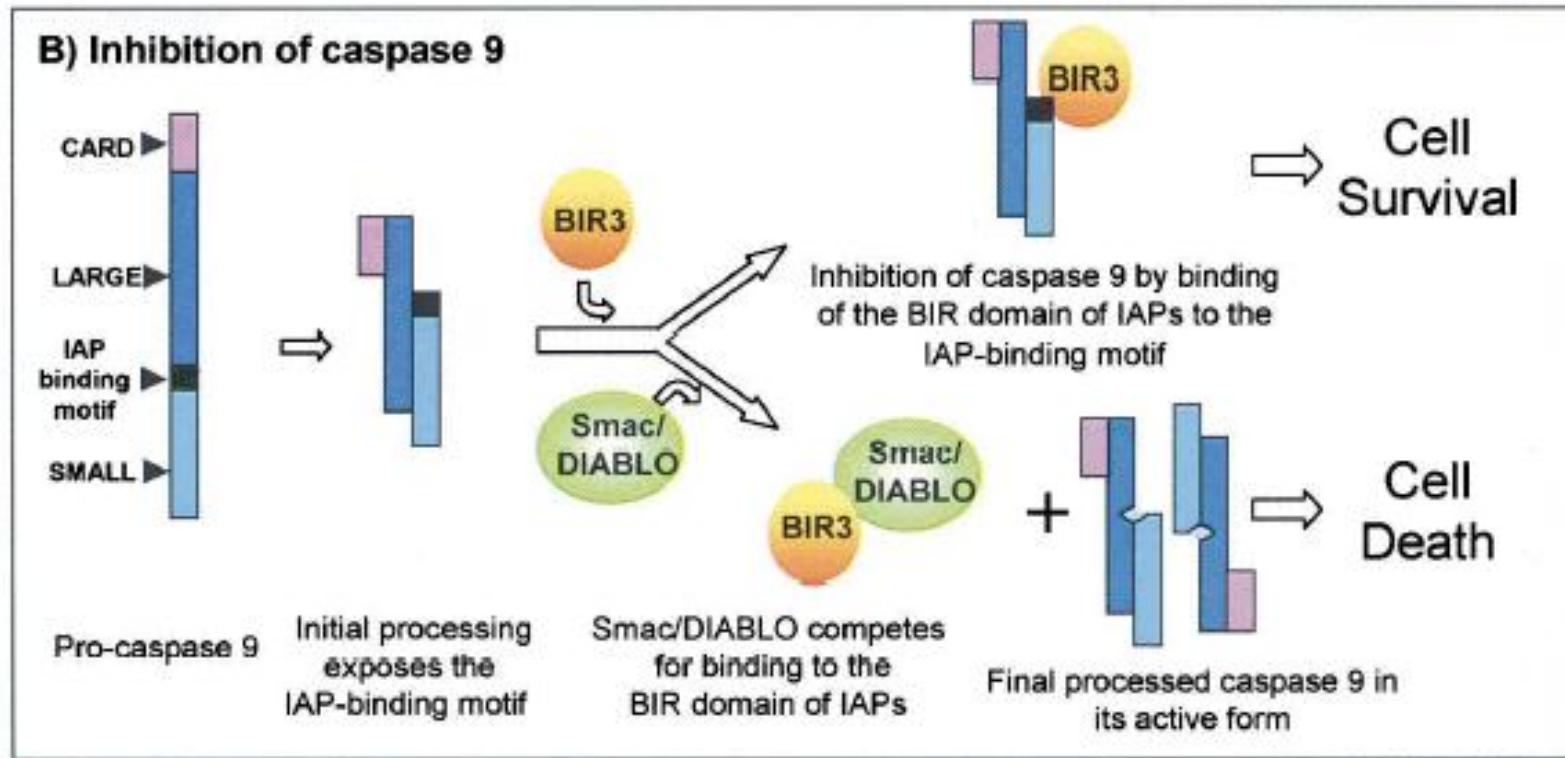 B) Inhibition of caspase 9
CARD
LARGE
IAP
binding
motif
SMALL
Pro-caspase 9
Initial processing
exposes the
IAP-binding motif
BIR3
Smac/
DIABLO
BIR3
Inhibition of caspase 9 by binding
of the BIR domain of IAPs to the
IAP-binding motif
Cell
Survival
Smac/
DIABLO
BIR3
+
Smac/DIABLO competes
for binding to the
BIR domain of IAPs
Final processed caspase 9 in
its active form
Cell
Death